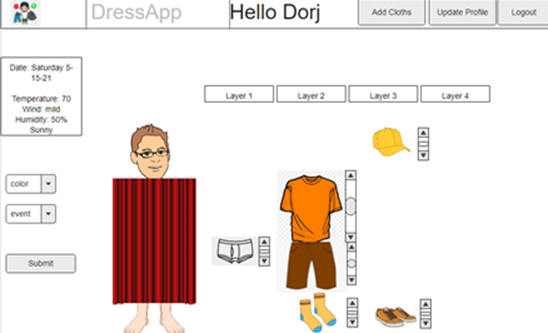 DressApp
Hello Dorj
Add Cloths
Update Profile
Logout
Date: Saturday 5-
15-21
Temperature: 70
Wind: mild
Humidity: 50%
Sunny
Layer 1
Layer 2
Layer 3
Layer 4
color
event
Submit